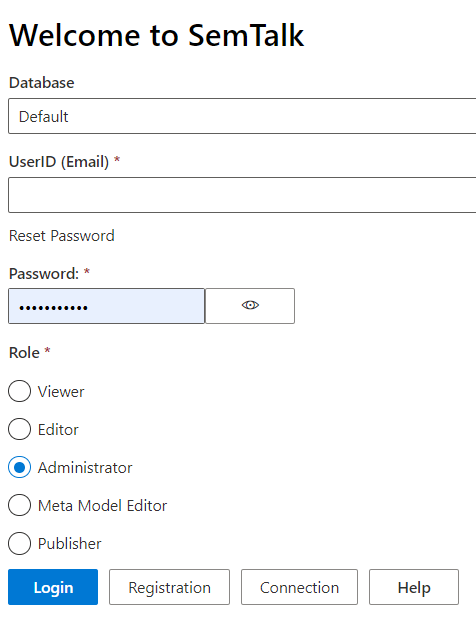 Welcome to SemTalk
Database
Default
UserID (Email) *
Reset Password
Password: *
•••••••••••
Role *
Viewer
Editor
Administrator
Meta Model Editor
Publisher
Login Registration Connection Help